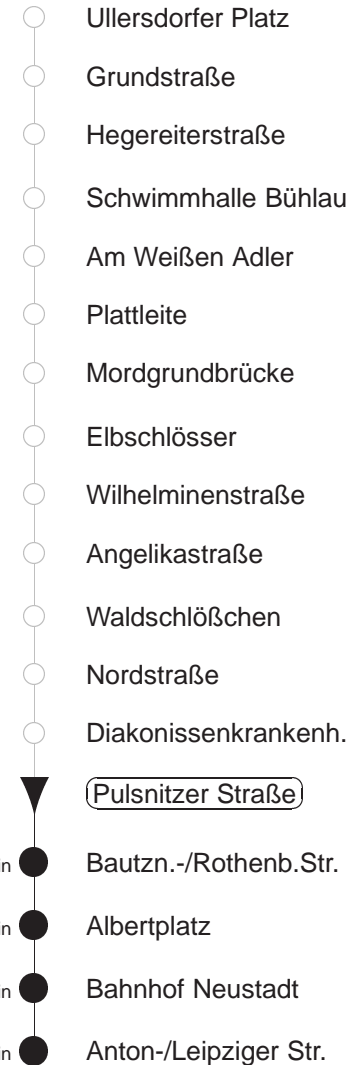 Ullersdorfer Platz
Grundstraße
Hegereiterstraße
Schwimmhalle Bühlau
Am Weißen Adler
Plattleite
Mordgrundbrücke
Elbschlösser
Wilhelminenstraße
Angelikastraße
Waldschlößchen
Nordstraße
Diakonissenkrankenh.
Pulsnitzer Straße
Bautzn.-/Rothenb.Str.
Albertplatz
Bahnhof Neustadt
Anton-/Leipziger Str.